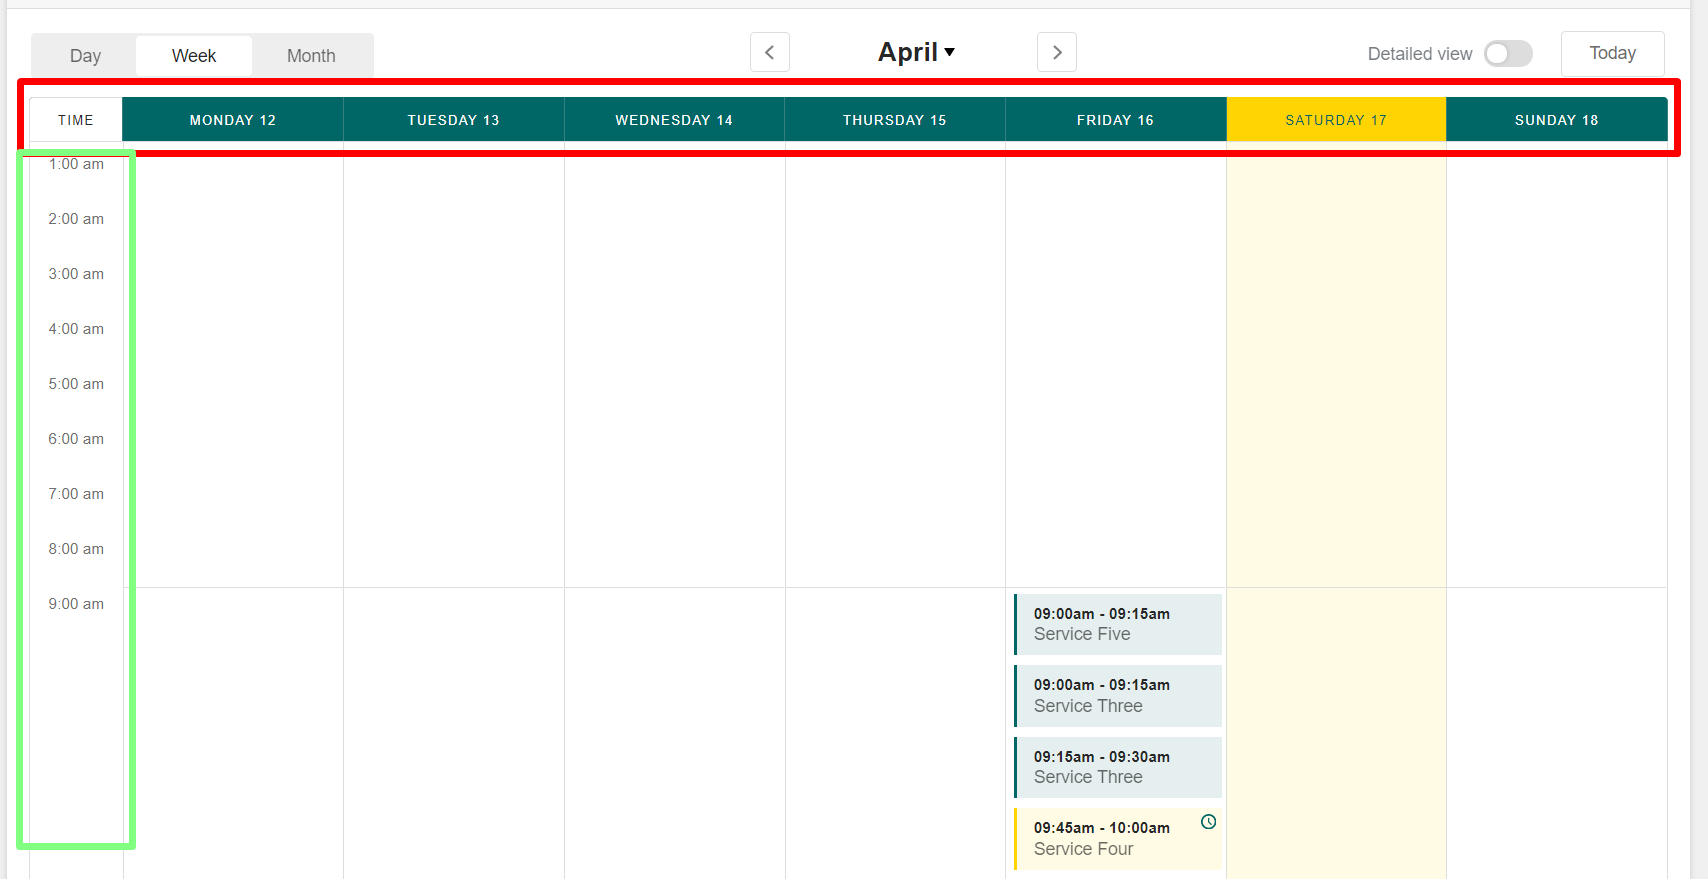 Day Week Month April Detailed view Today
TIME MONDAY 12 TUESDAY 13 WEDNESDAY 14 THURSDAY 15 FRIDAY 16 SATURDAY 17 SUNDAY 18
1:00 am
2:00 am
3:00 am
4:00 am
5:00 am
6:00 am
7:00 am
8:00 am
9:00 am
09:00am - 09:15am
Service Five
09:00am - 09:15am
Service Three
09:15am - 09:30am
Service Three
09:45am - 10:00am
Service Four